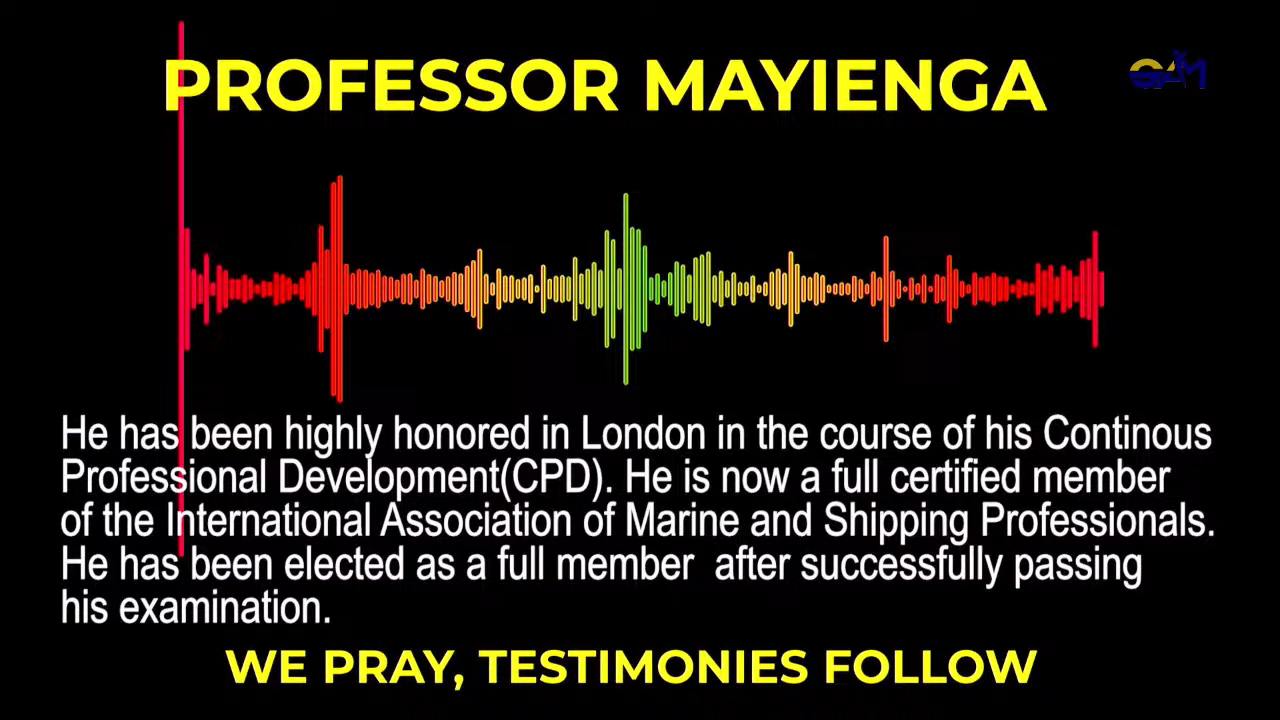 PROFESSOR MAYIENGA
GAM
He has been highly honored in London in the course of his Continous
Professional Development(CPD). He is now a full certified member
of the International Association of Marine and Shipping Professionals.
He has been elected as a full member after successfully passing
his examination.
WE PRAY, TESTIMONIES FOLLOW